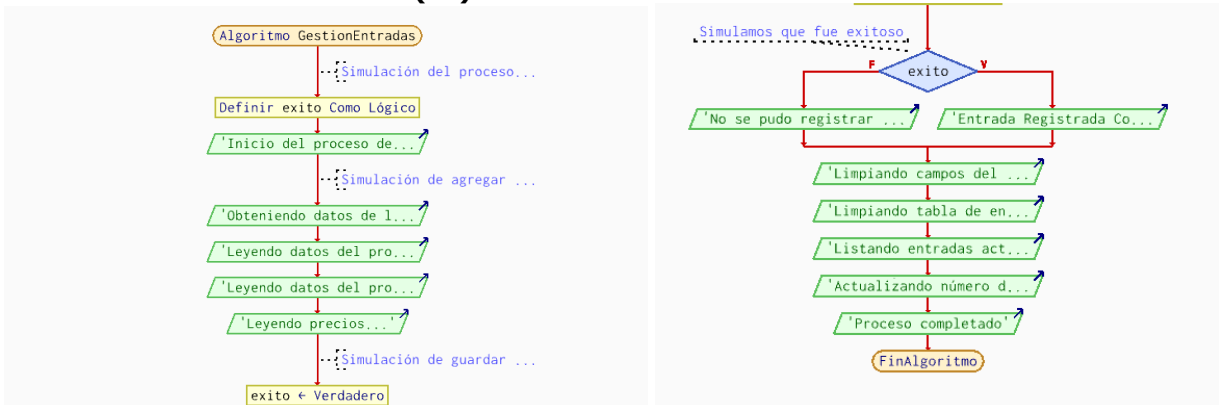 Algoritmo GestionEntradas
Simulación del proceso...
Definir exito Como Lógico
'Inicio del proceso de...
Simulación de agregar ...
'Obteniendo datos de l...
'Leyendo datos del pro...
'Leyendo datos del pro...
'Leyendo precios...'
Simulación de guardar ...
exito ← Verdadero
Simulamos que fue exitoso
F
exito
V
'No se pudo registrar ...
'Entrada Registrada Co...
'Limpiando campos del ...
'Limpiando tabla de en...
'Listando entradas act...
'Actualizando número d...
'Proceso completado'
FinAlgoritmo